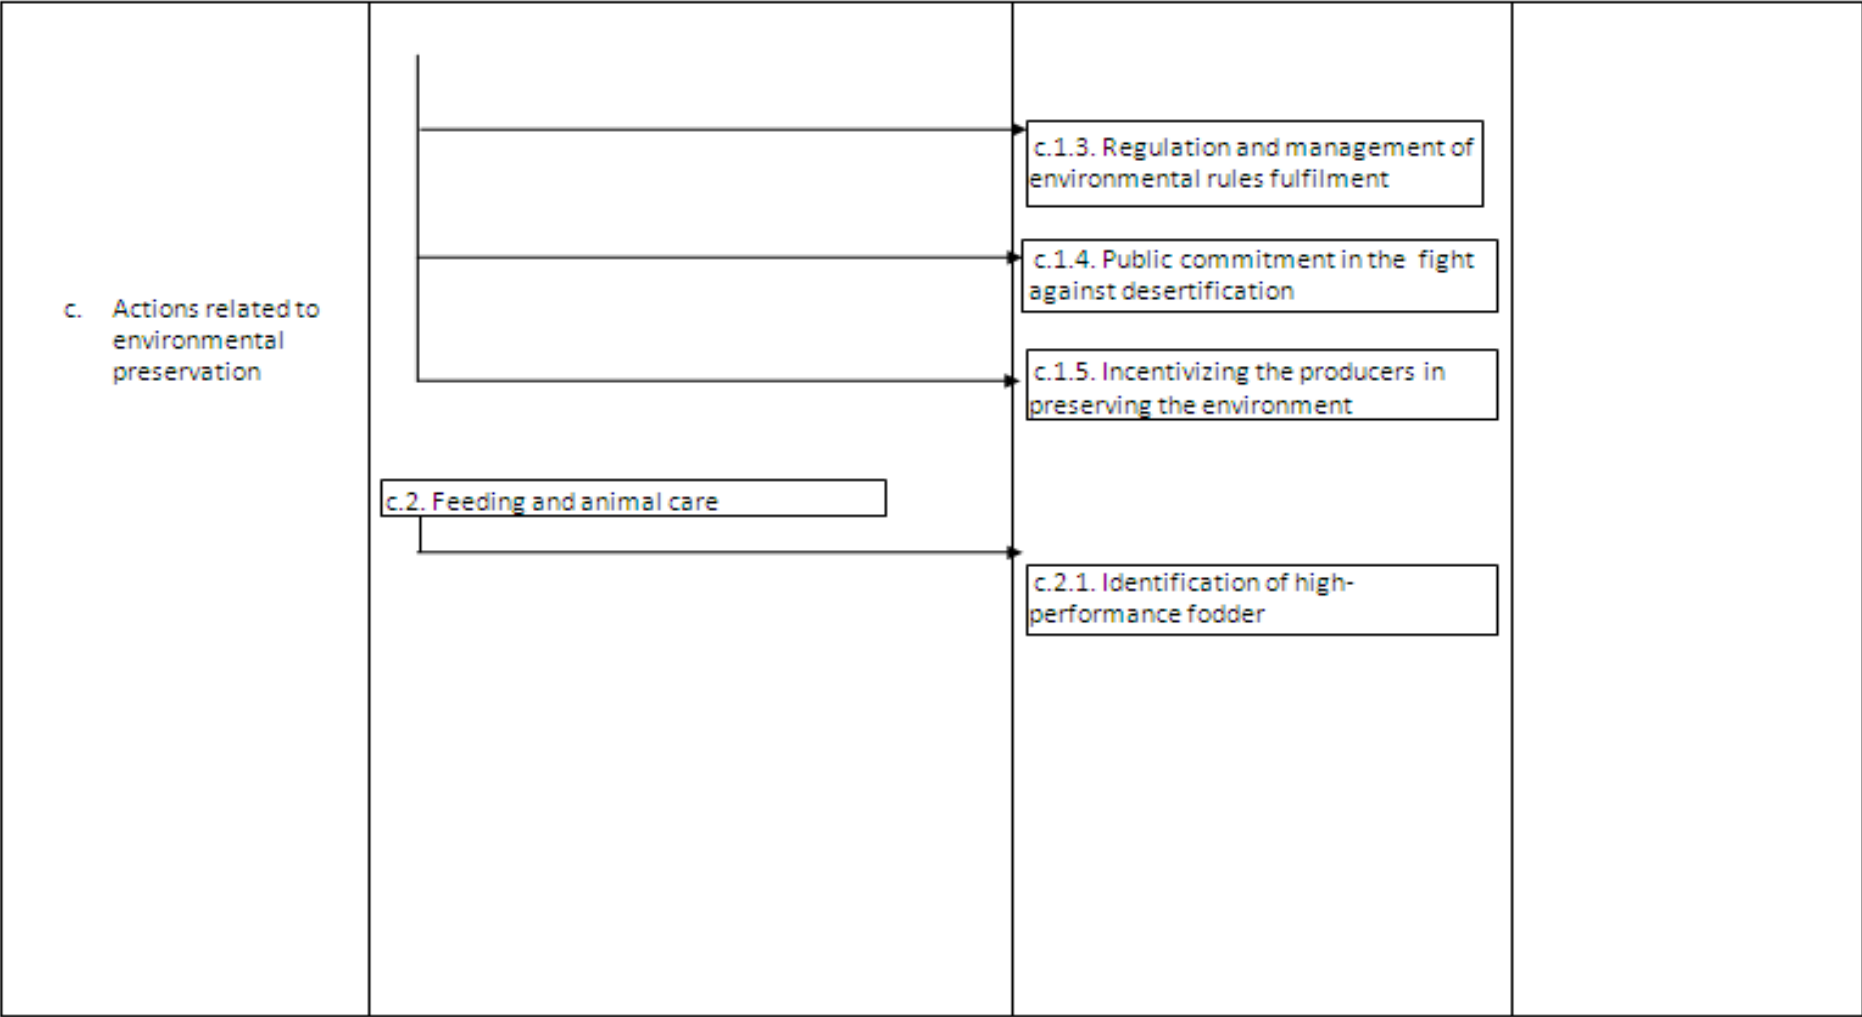 c.1.3. Regulation and management of
environmental rules fulfilment
c.1.4. Public commitment in the fight
against desertification
c. Actions related to
environmental
preservation
c.1.5. Incentivizing the producers in
preserving the environment
c.2. Feeding and animal care
c.2.1. Identification of high-
performance fodder